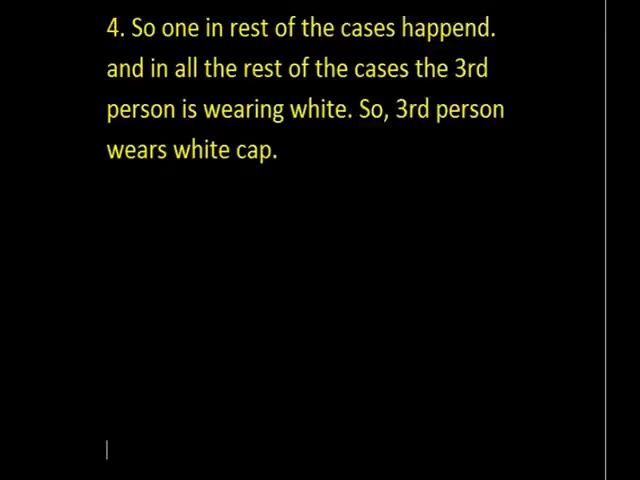 4. So one in rest of the cases happend.
and in all the rest of the cases the 3rd
person is wearing white. So, 3rd person
wears white cap.